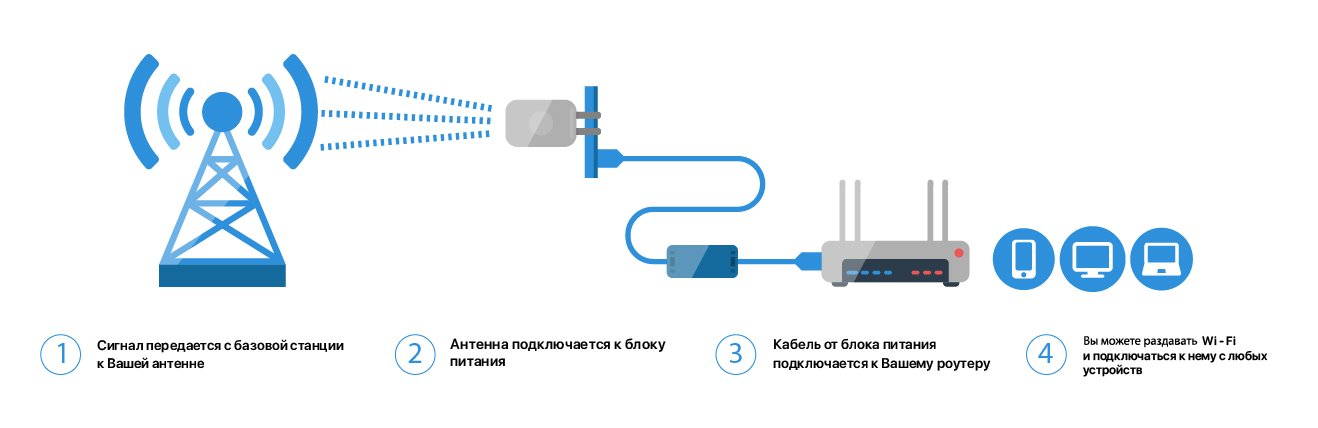 1
Сигнал передается с базовой станции
к Вашей антенне
2
Антенна подключается к блоку
питания
3
Кабель от блока питания
подключается к Вашему роутеру
4
Вы можете раздавать Wi - Fi
и подключаться к нему с любых
устройств